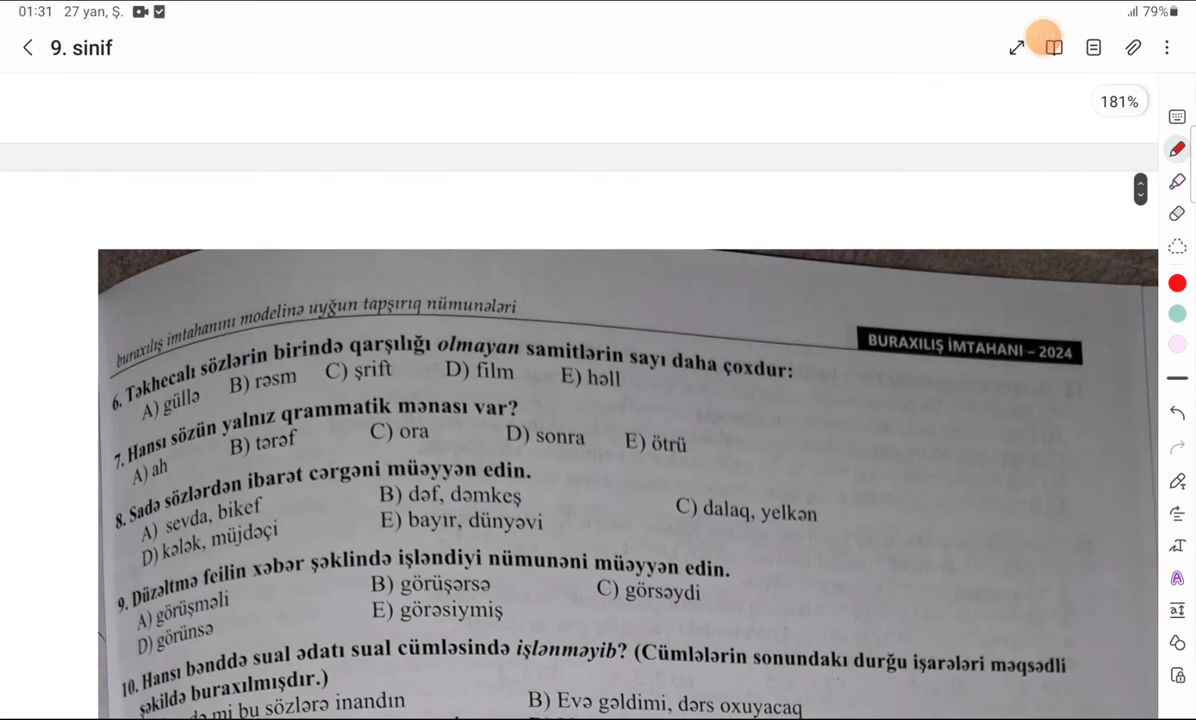 01:31 27 yan, Ş. 79%
9. sinif
181%
buraxılış imtahanını modelinə uyğun tapşırıq nümunələri
BURAXILIŞ İMTAHANI – 2024
6. Təkhecalı sözlərin birində qarşılığı olmayan samitlərin sayı daha çoxdur:
A) güllə B) rəsm C) şrift D) film E) həll
7. Hansı sözün yalnız qrammatik mənası var?
A) ah B) tərəf C) ora D) sonra E) ötrü
8. Sadə sözlərdən ibarət cərgəni müəyyən edin.
A) sevda, bikef B) dəf, dəmkeş C) dalaq, yelkən
D) kələk, müjdəçi E) bayır, dünyəvi
9. Düzəltmə feilin xəbər şəklində işləndiyi nümunəni müəyyən edin.
A) görüşməli B) görüşərsə C) görsəydi
D) görünsə E) görəsiymiş
10. Hansı bənddə sual ədatı sual cümləsində işlənməyib? (Cümlələrin sonundakı durğu işarələri məqsədli
şəkildə buraxılmışdır.)
mi bu sözlərə inandın B) Evə gəldimi, dərs oxuyacaq